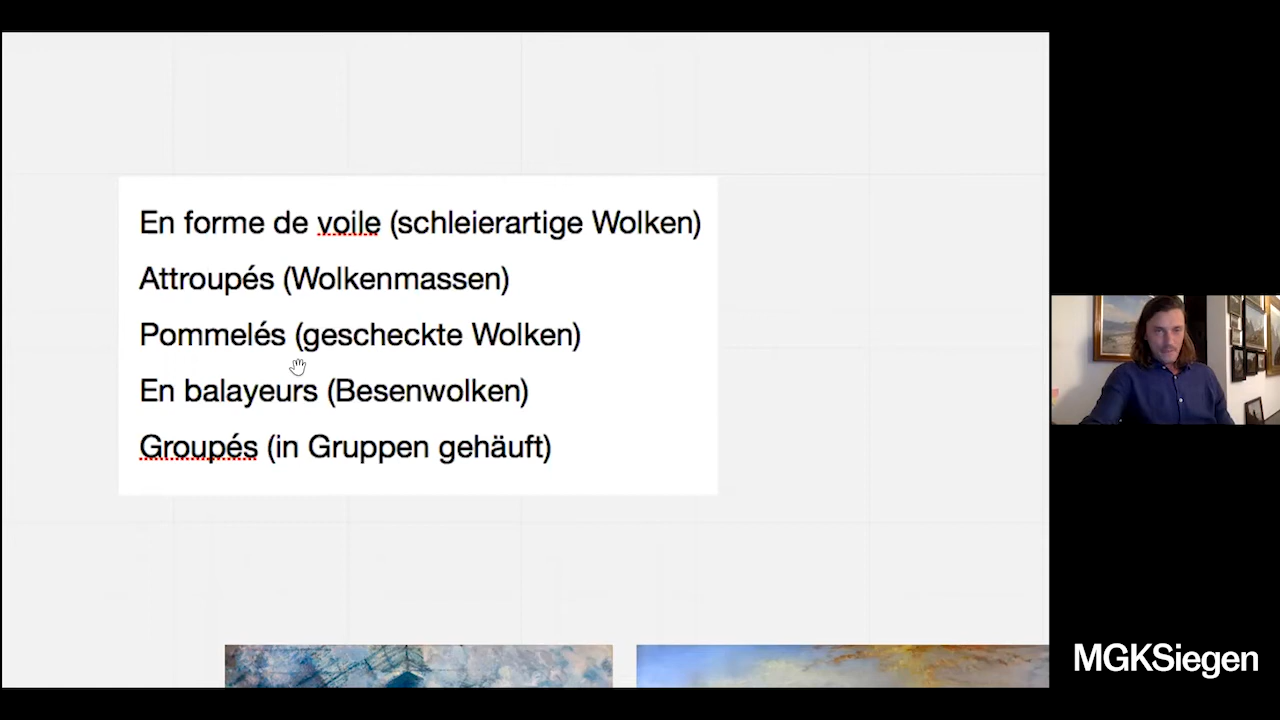 En forme de voile (schleierartige Wolken)
Attroupés (Wolkenmassen)
Pommelés (gescheckte Wolken)
En balayeurs (Besenwolken)
Groupés (in Gruppen gehäuft)
MGKSiegen